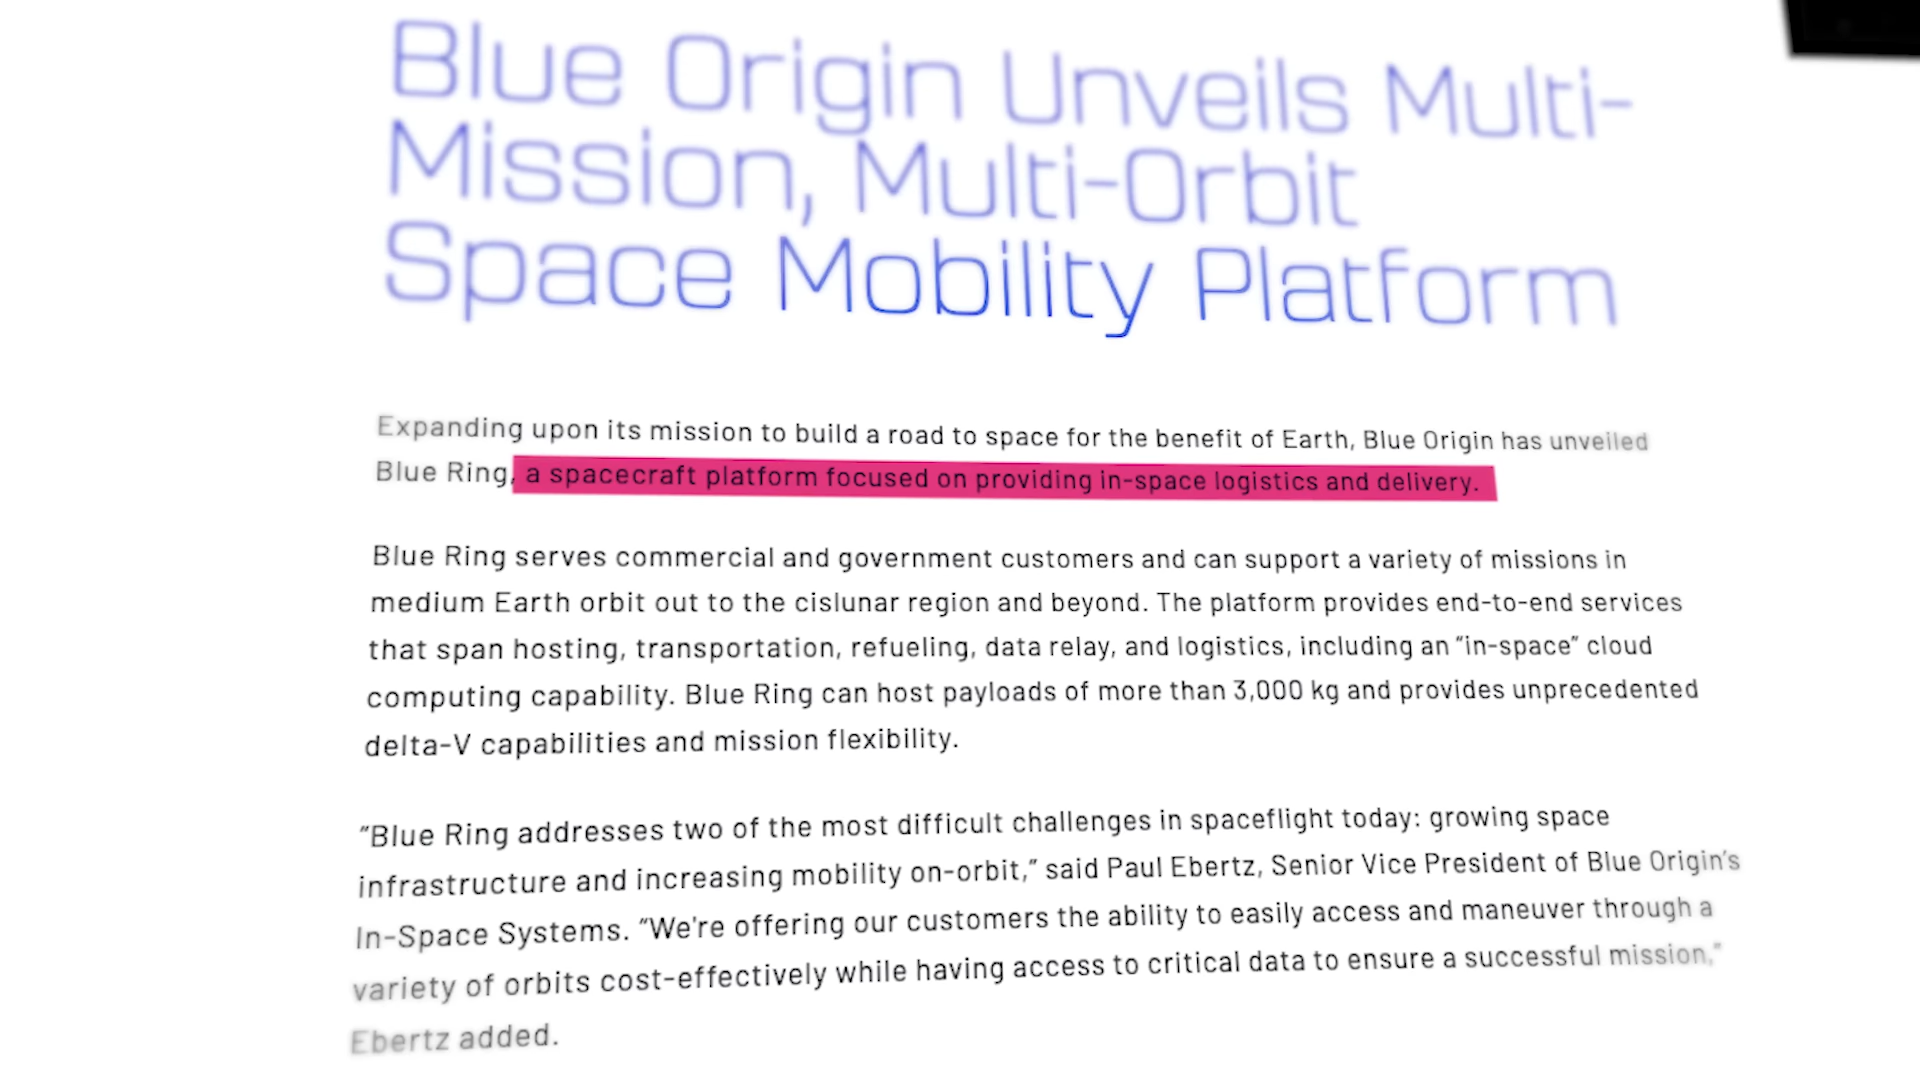 Blue Origin Unveils Multi-
Mission, Multi-Orbit
Space Mobility Platform
Expanding upon its mission to build a road to space for the benefit of Earth, Blue Origin has unveiled
Blue Ring, a spacecraft platform focused on providing in-space logistics and delivery.
Blue Ring serves commercial and government customers and can support a variety of missions in
medium Earth orbit out to the cislunar region and beyond. The platform provides end-to-end services
that span hosting, transportation, refueling, data relay, and logistics, including an “in-space” cloud
computing capability. Blue Ring can host payloads of more than 3,000 kg and provides unprecedented
delta-V capabilities and mission flexibility.
“Blue Ring addresses two of the most difficult challenges in spaceflight today: growing space
infrastructure and increasing mobility on-orbit,” said Paul Ebertz, Senior Vice President of Blue Origin’s
In-Space Systems. “We're offering our customers the ability to easily access and maneuver through a
variety of orbits cost-effectively while having access to critical data to ensure a successful mission,”
Ebertz added.